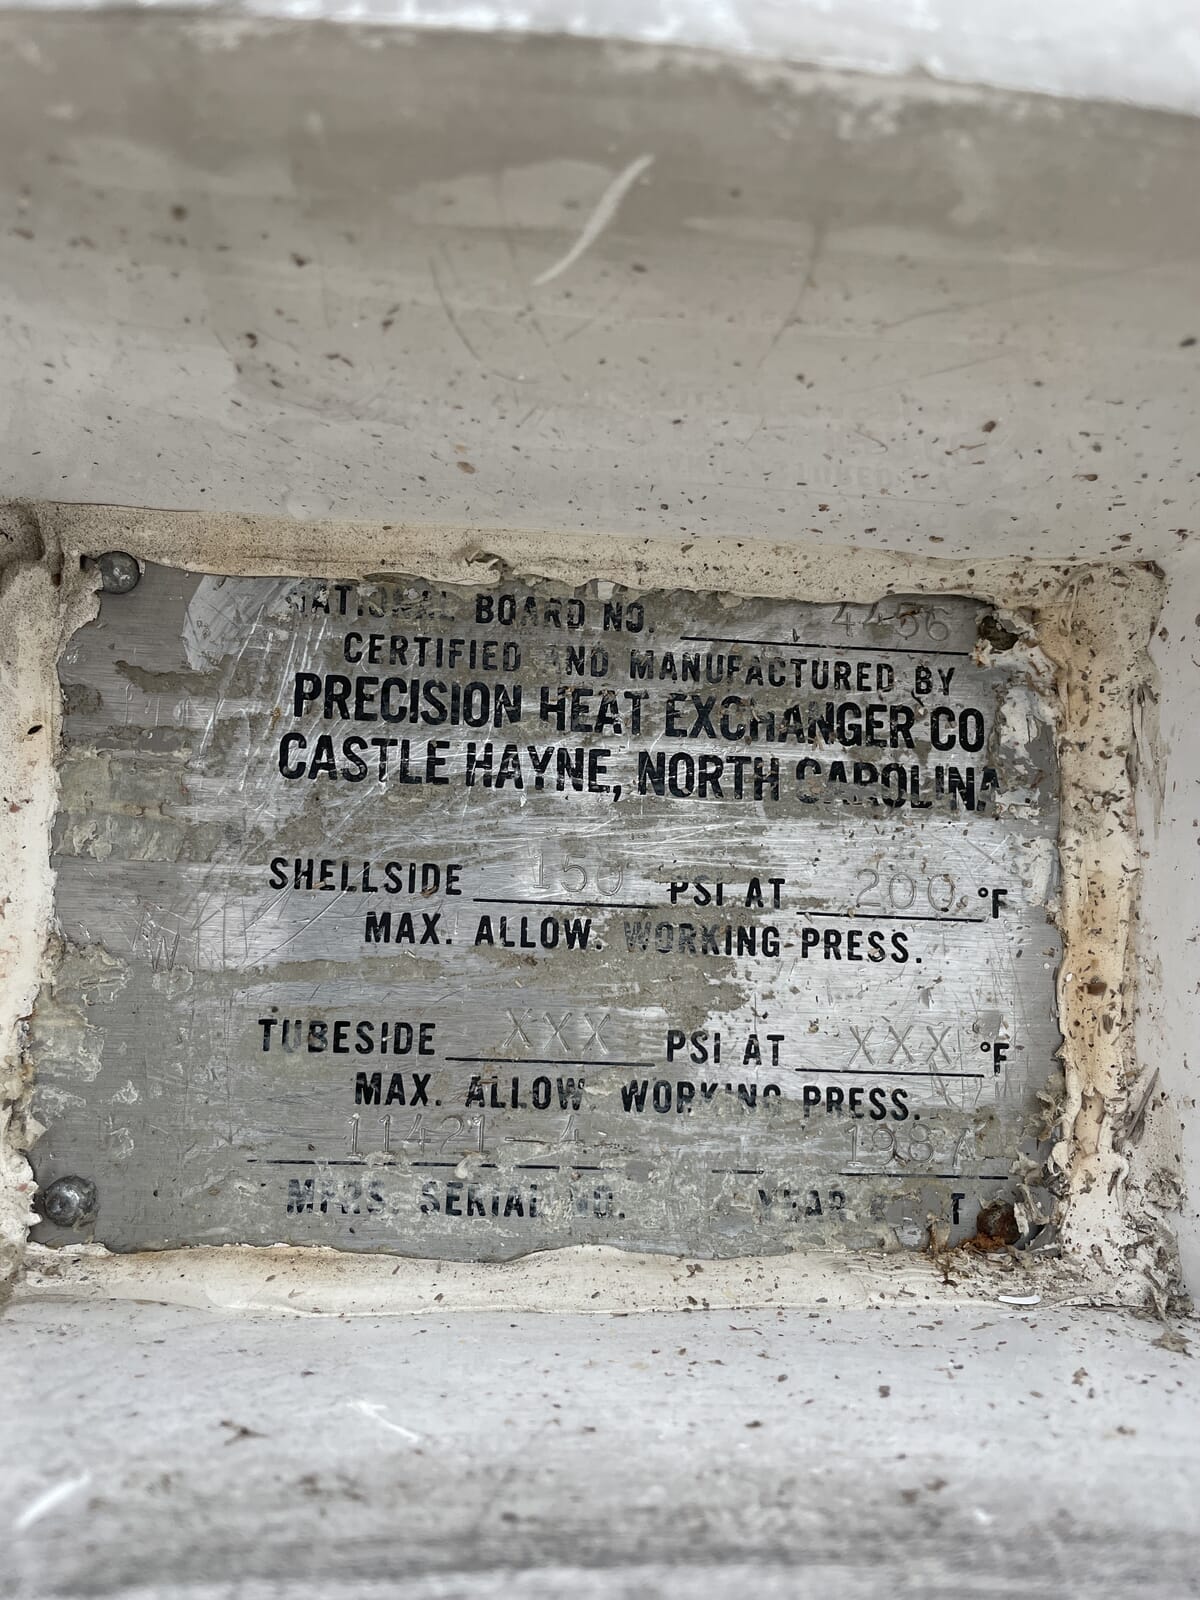 NATIONAL BOARD NO. 4456
CERTIFIED AND MANUFACTURED BY
PRECISION HEAT EXCHANGER CO
CASTLE HAYNE, NORTH CAROLINA
SHELLSIDE 150 PSI AT 200 °F
MAX. ALLOW. WORKING PRESS.
TUBESIDE XXX PSI AT XXX °F
MAX. ALLOW. WORKING PRESS.
11421-4 1987
MFRS. SERIAL NO. YEAR